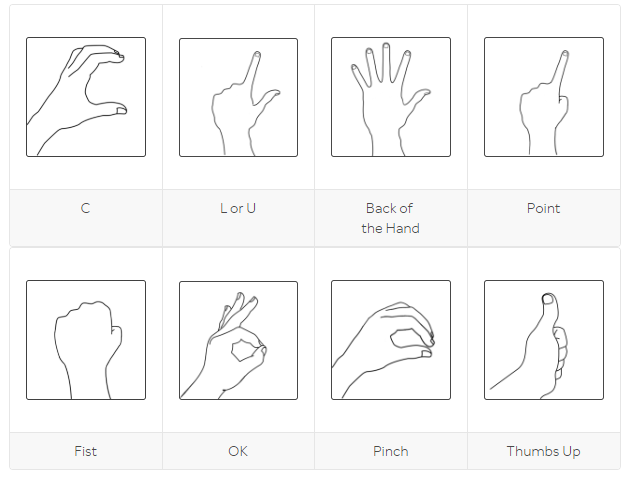 C
L or U
Back of
the Hand
Point
Fist
OK
Pinch
Thumbs Up